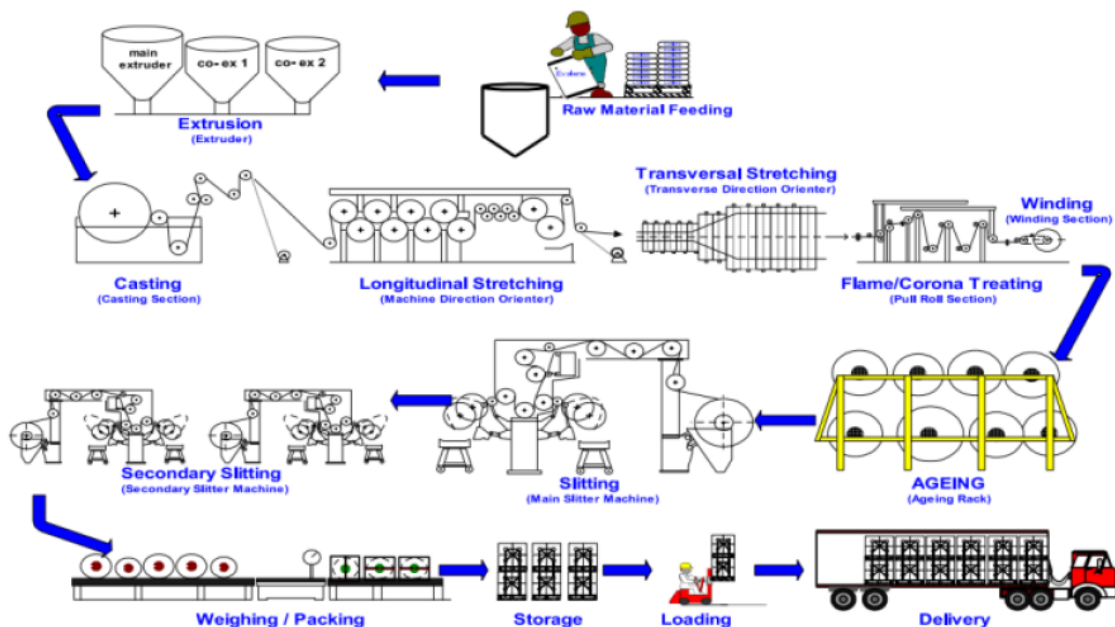 main
extruder
co- ex 1
co- ex 2
Raw Material Feeding
Extrusion
(Extruder)
Transversal Stretching
(Transverse Direction Orienter)
Winding
(Winding Section)
Casting
(Casting Section)
Longitudinal Stretching
(Machine Direction Orienter)
Flame/Corona Treating
(Pull Roll Section)
Secondary Slitting
(Secondary Slitter Machine)
Slitting
(Main Slitter Machine)
AGEING
(Ageing Rack)
Weighing / Packing
Storage
Loading
Delivery